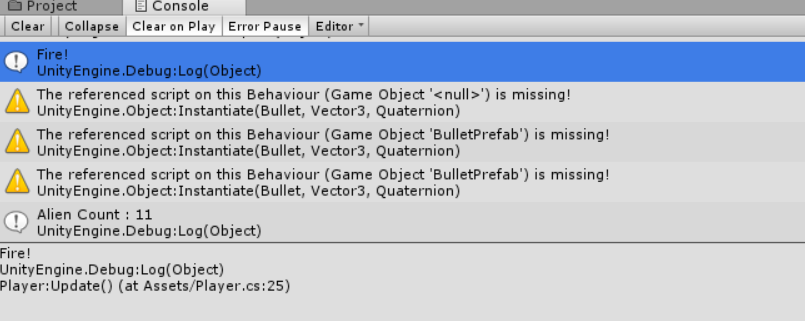 Project Console
Clear Collapse Clear on Play Error Pause Editor
Fire!
UnityEngine.Debug:Log(Object)
The referenced script on this Behaviour (Game Object '<null>') is missing!
UnityEngine.Object:Instantiate(Bullet, Vector3, Quaternion)
The referenced script on this Behaviour (Game Object 'BulletPrefab') is missing!
UnityEngine.Object:Instantiate(Bullet, Vector3, Quaternion)
The referenced script on this Behaviour (Game Object 'BulletPrefab') is missing!
UnityEngine.Object:Instantiate(Bullet, Vector3, Quaternion)
Alien Count : 11
UnityEngine.Debug:Log(Object)
Fire!
UnityEngine.Debug:Log(Object)
Player:Update() (at Assets/Player.cs:25)